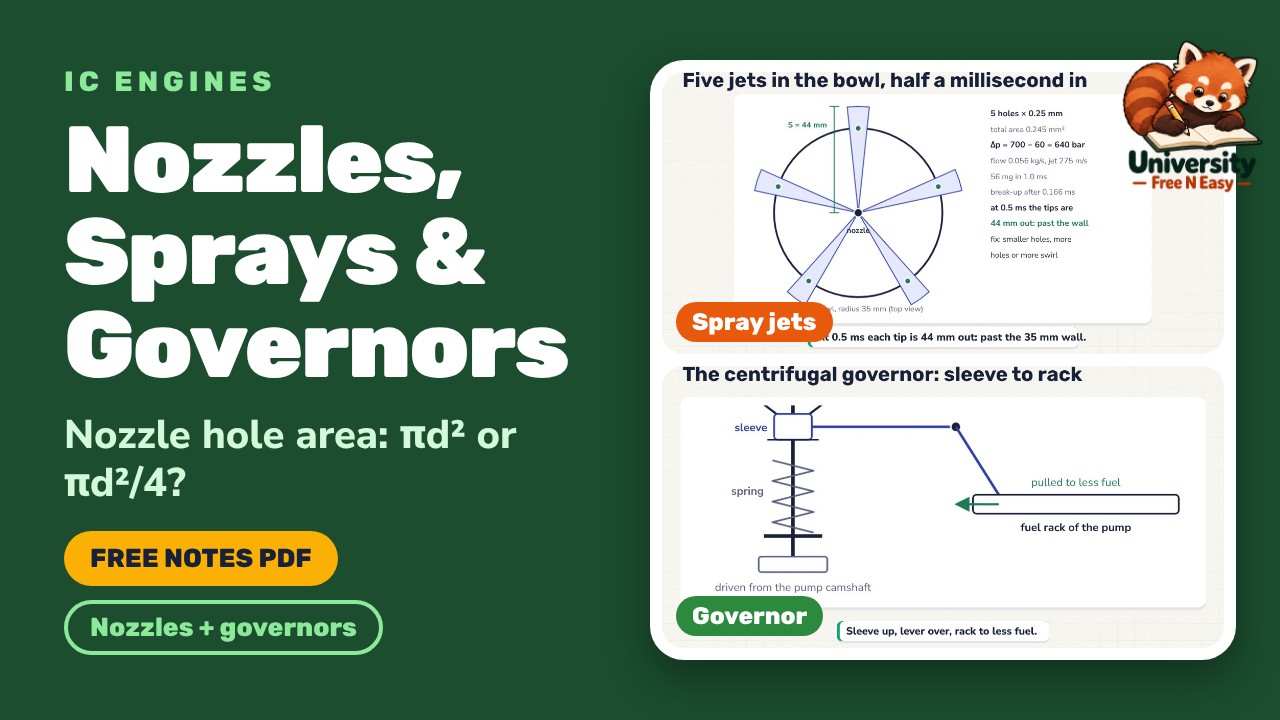 IC ENGINES
Nozzles,
Sprays &
Governors
Nozzle hole area: πd² or
πd²/4?
FREE NOTES PDF
Nozzles + governors
Five jets in the bowl, half a millisecond in
S = 44 mm
nozzle
5 holes × 0.25 mm
total area 0.245 mm²
Δp = 700 − 60 = 640 bar
flow 0.056 kg/s, jet 275 m/s
56 mg in 1.0 ms
break-up after 0.166 ms
at 0.5 ms the tips are
44 mm out: past the wall
fix: smaller holes, more
holes or more swirl
radius 35 mm (top view)
Spray jets
0.5 ms each tip is 44 mm out: past the 35 mm wall.
University
Free N Easy
The centrifugal governor: sleeve to rack
sleeve
spring
pulled to less fuel
fuel rack of the pump
driven from the pump camshaft
Governor
Sleeve up, lever over, rack to less fuel.